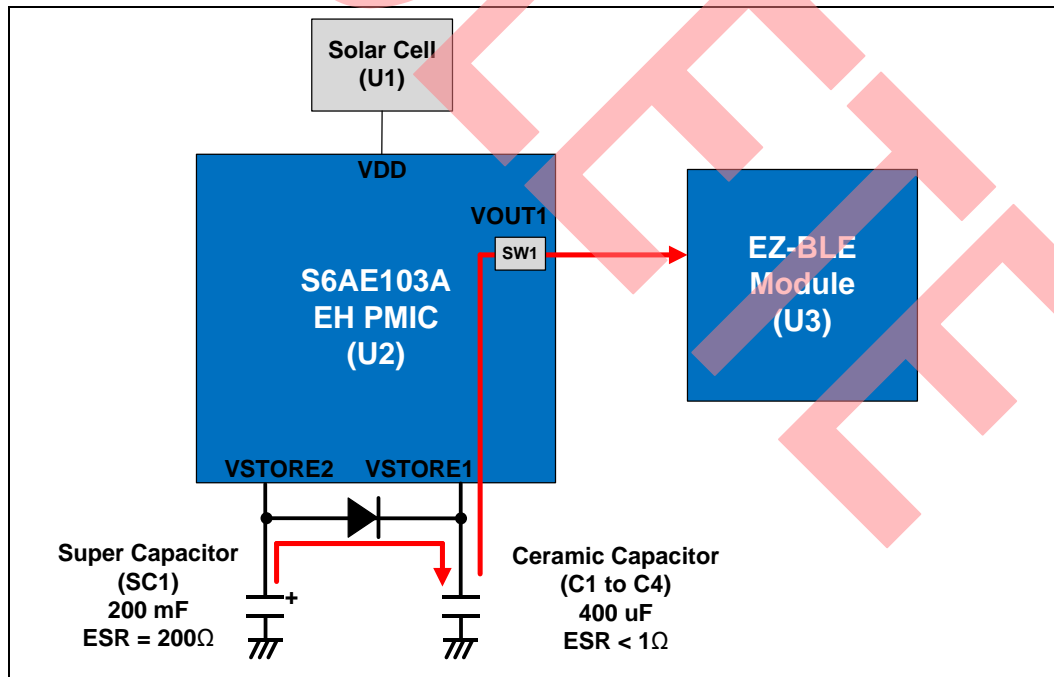 Solar Cell
(U1)
VDD
VOUT1
SW1
S6AE103A
EH PMIC
(U2)
EZ-BLE
Module
(U3)
VSTORE2
VSTORE1
Super Capacitor
(SC1)
200 mF
ESR = 200Ω
+
Ceramic Capacitor
(C1 to C4)
400 uF
ESR < 1Ω